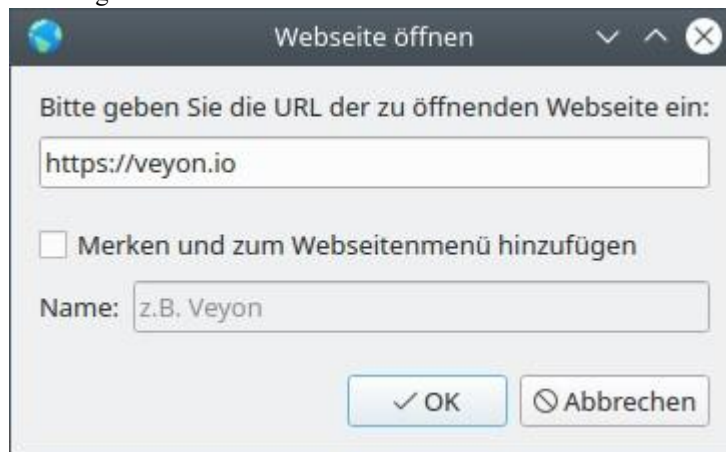 Webseite öffnen
Bitte geben Sie die URL der zu öffnenden Webseite ein:
https://veyon.io
Merken und zum Webseitenmenü hinzufügen
Name: z.B. Veyon
OK Abbrechen